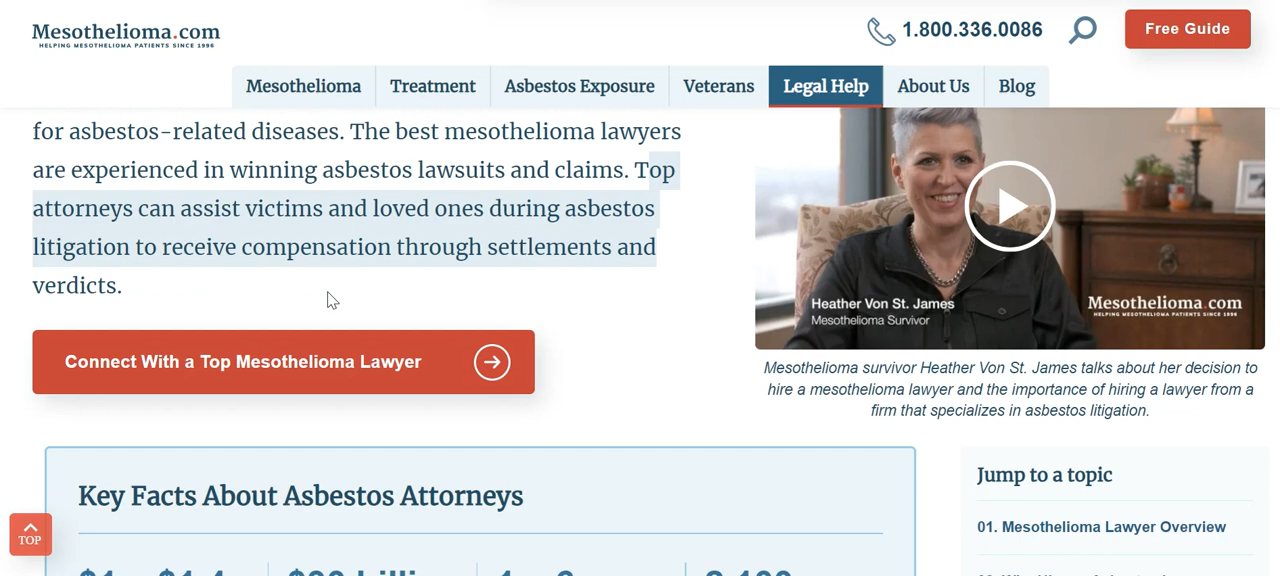 Mesothelioma.com
HELPING MESOTHELIOMA PATIENTS SINCE 1996
1.800.336.0086
Free Guide
Mesothelioma
Treatment
Asbestos Exposure
Veterans
Legal Help
About Us
Blog
for asbestos-related diseases. The best mesothelioma lawyers
are experienced in winning asbestos lawsuits and claims. Top
attorneys can assist victims and loved ones during asbestos
litigation to receive compensation through settlements and
verdicts.
Connect With a Top Mesothelioma Lawyer
Heather Von St. James
Mesothelioma Survivor
Mesothelioma.com
HELPING MESOTHELIOMA PATIENTS SINCE 1996
Mesothelioma survivor Heather Von St. James talks about her decision to
hire a mesothelioma lawyer and the importance of hiring a lawyer from a
firm that specializes in asbestos litigation.
Key Facts About Asbestos Attorneys
Jump to a topic
01. Mesothelioma Lawyer Overview
TOP